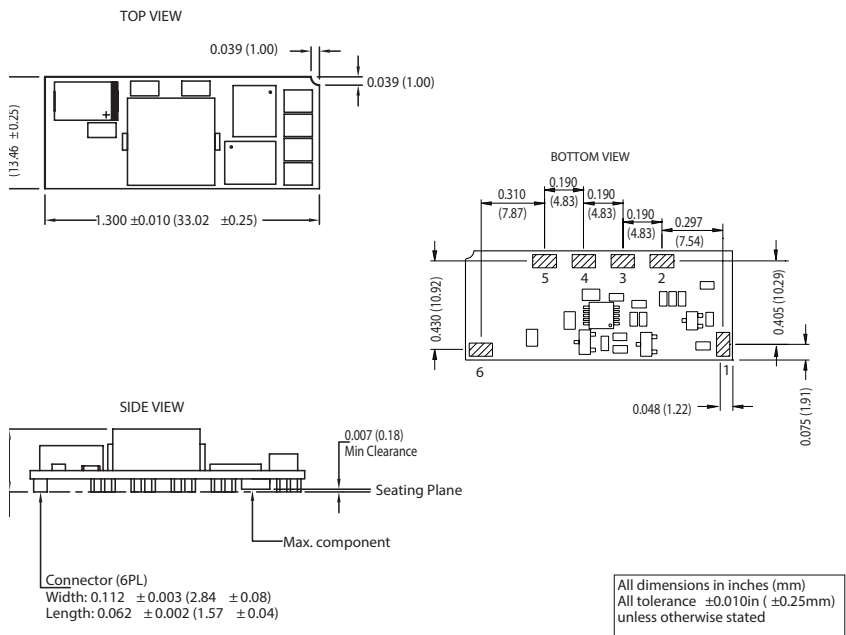 TOP VIEW
0.039 (1.00)
0.039 (1.00)
(13.46 ±0.25)
+
1.300 ±0.010 (33.02 ±0.25)
BOTTOM VIEW
0.190
(4.83)
0.310
(7.87)
0.190
(4.83)
0.190
(4.83)
0.297
(7.54)
5 4 3 2
0.430 (10.92)
0.405 (10.29)
6
1
0.048 (1.22)
0.075 (1.91)
SIDE VIEW
0.007 (0.18)
Min Clearance
Seating Plane
Max. component
Connector (6PL)
Width: 0.112 ±0.003 (2.84 ±0.08)
Length: 0.062 ±0.002 (1.57 ±0.04)
All dimensions in inches (mm)
All tolerance ±0.010in ( ±0.25mm)
unless otherwise stated